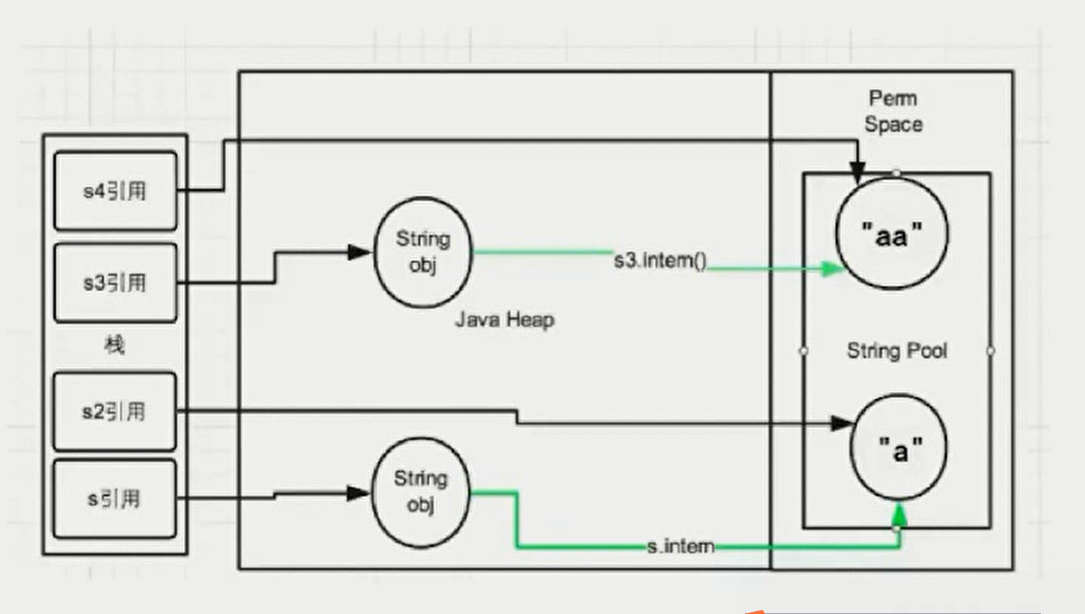 Perm
Space
s4引用
"aa"
String
obj
s3.intern()
s3引用
Java Heap
栈
String Pool
s2引用
"a"
String
obj
s引用
s.intern